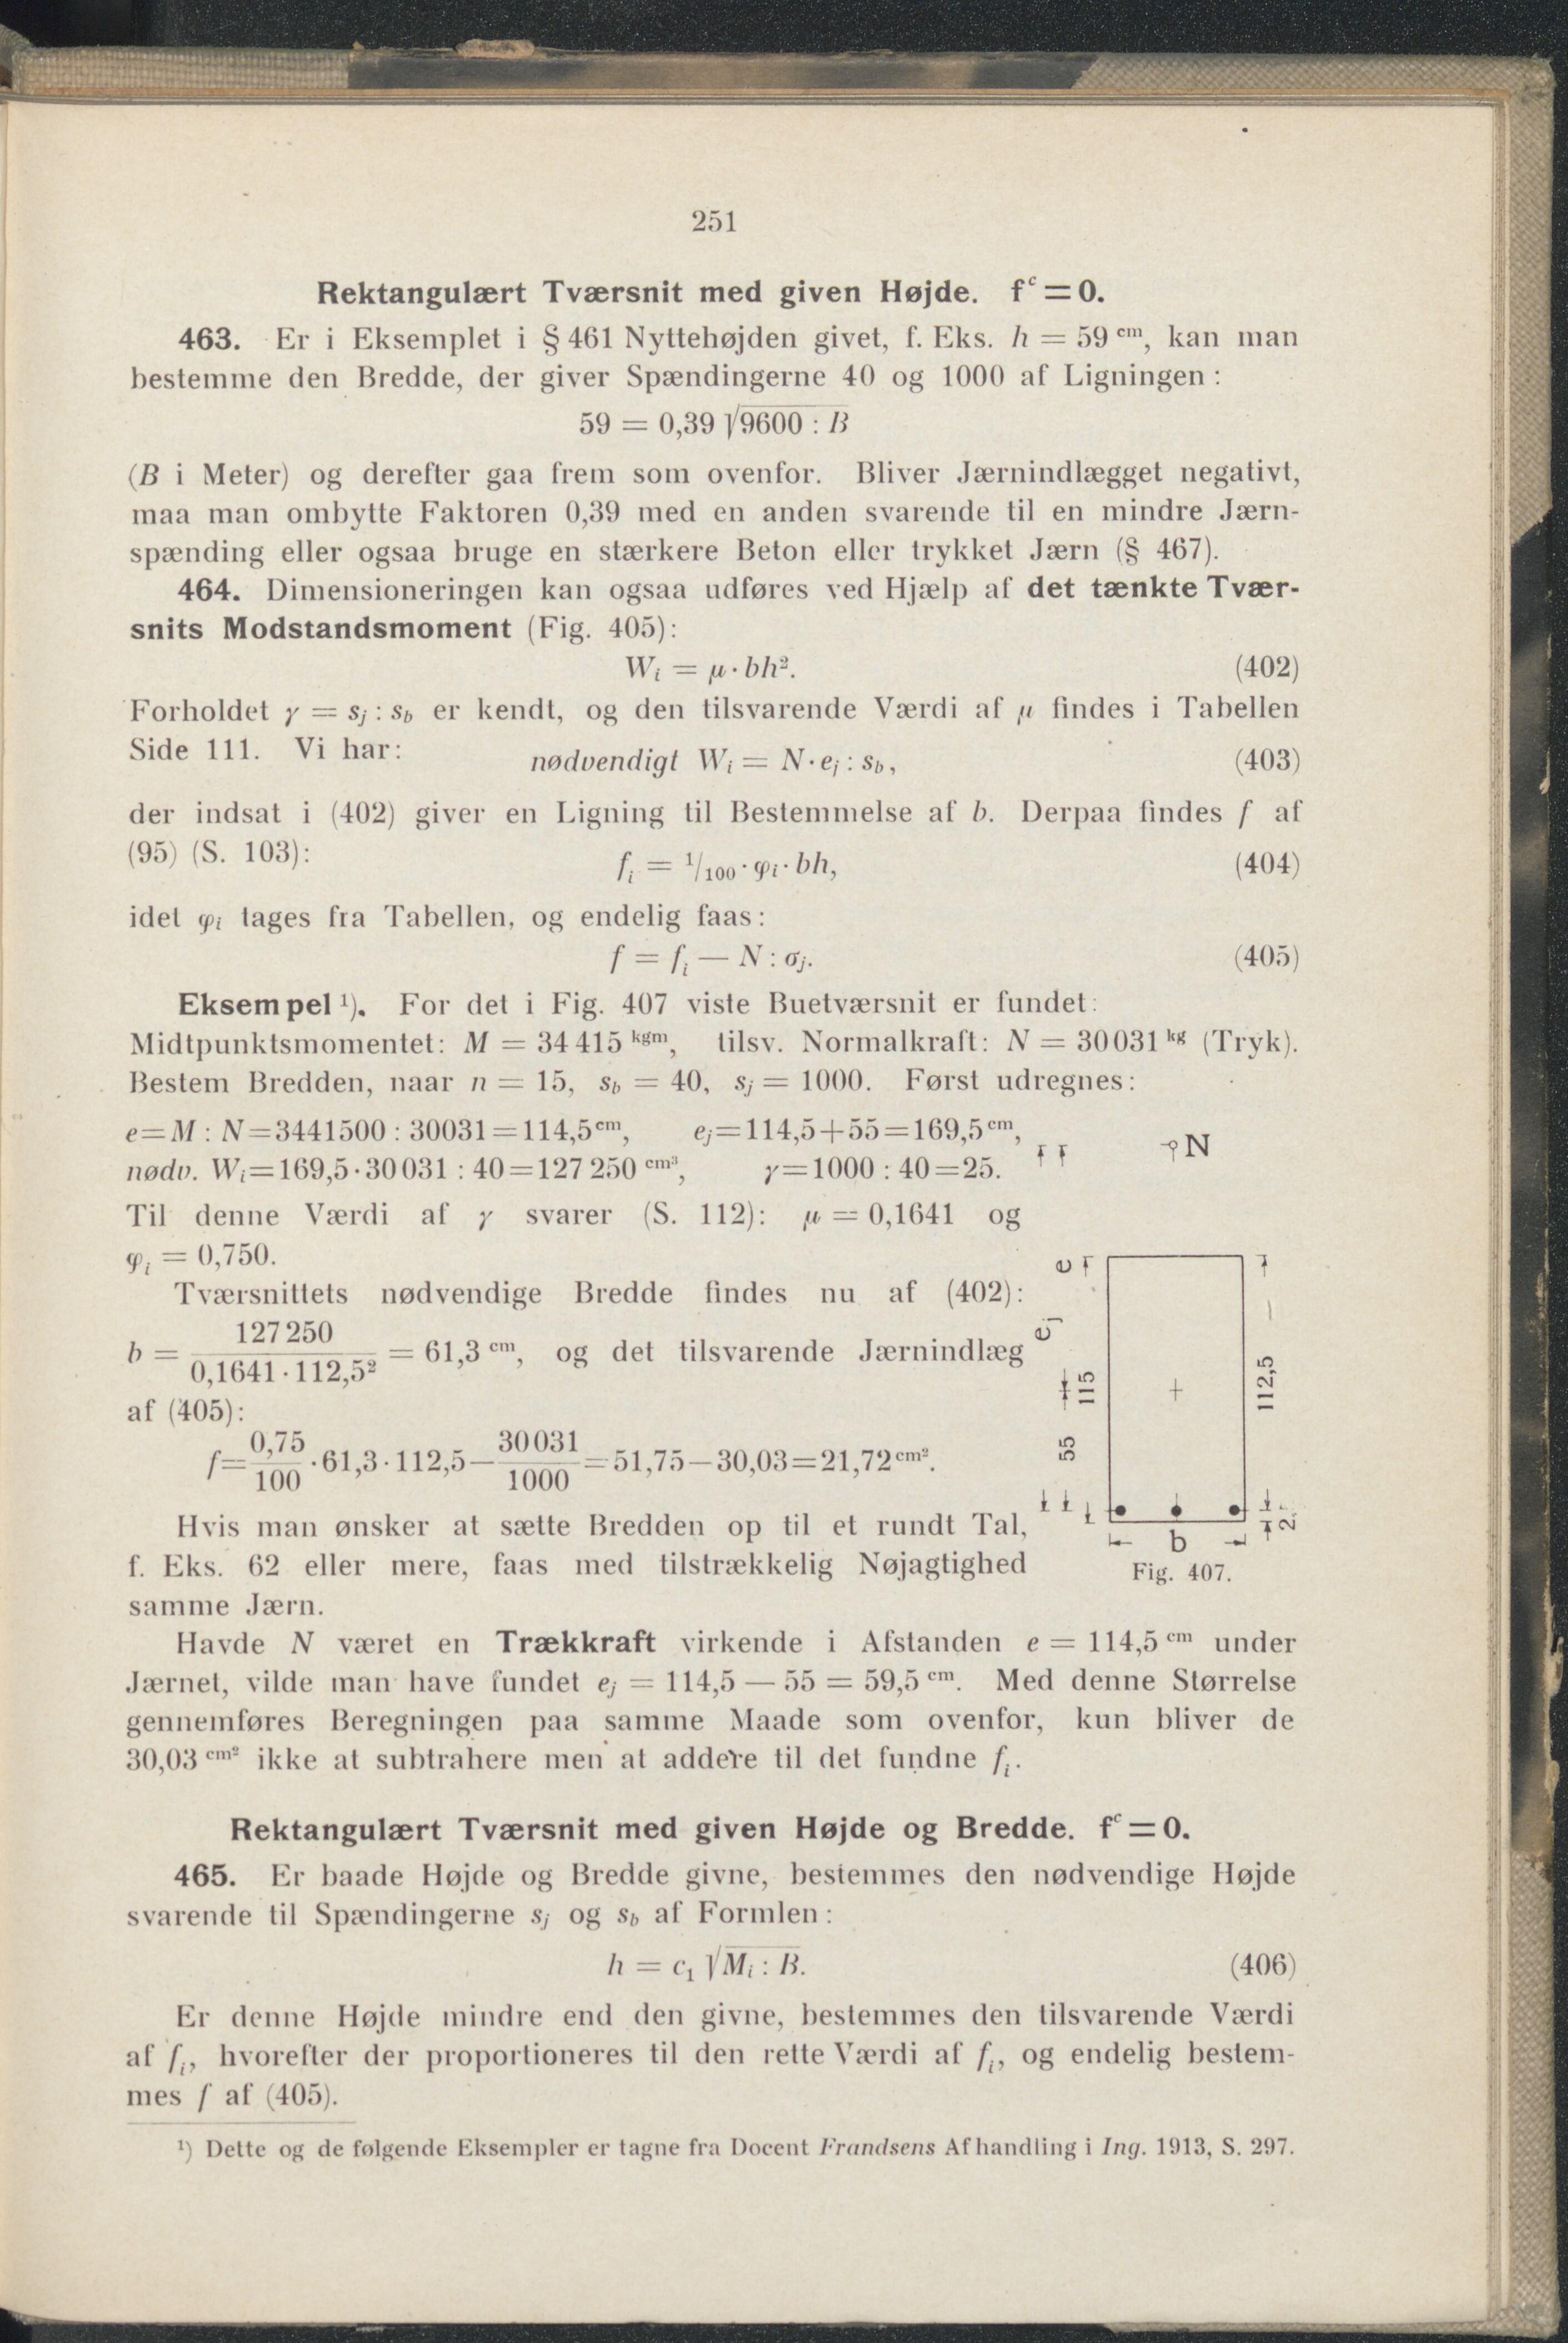 251
Rektangulært Tværsnit med given Højde. fᶜ = 0.
463. Er i Eksemplet i § 461 Nyttehøjden givet, f. Eks. h = 59 cm, kan man
bestemme den Bredde, der giver Spændingerne 40 og 1000 af Ligningen:
59 = 0,39 √9600 : B
(B i Meter) og derefter gaa frem som ovenfor. Bliver Jærnindlægget negativt,
maa man ombytte Faktoren 0,39 med en anden svarende til en mindre Jærn-
spænding eller ogsaa bruge en stærkere Beton eller trykket Jærn (§ 467).
464. Dimensioneringen kan ogsaa udføres ved Hjælp af det tænkte Tvær-
snits Modstandsmoment (Fig. 405):
Wᵢ = μ · bh². (402)
Forholdet γ = sⱼ : s_b er kendt, og den tilsvarende Værdi af μ findes i Tabellen
Side 111. Vi har:
nødvendigt Wᵢ = N · eⱼ : s_b, (403)
der indsat i (402) giver en Ligning til Bestemmelse af b. Derpaa findes f af
(95) (S. 103):
fᵢ = ¹/₁₀₀ · φᵢ · bh, (404)
idet φᵢ tages fra Tabellen, og endelig faas:
f = fᵢ — N : σⱼ. (405)
Eksempel ¹). For det i Fig. 407 viste Buetværsnit er fundet:
Midtpunktsmomentet: M = 34 415 kgm, tilsv. Normalkraft: N = 30 031 kg (Tryk).
Bestem Bredden, naar n = 15, s_b = 40, sⱼ = 1000. Først udregnes:
e=M : N=3441500 : 30031=114,5 cm, eⱼ=114,5+55=169,5 cm,
nødv. Wᵢ=169,5 · 30 031 : 40=127 250 cm³, γ=1000 : 40=25.
Til denne Værdi af γ svarer (S. 112): μ = 0,1641 og
φᵢ = 0,750.
Tværsnittets nødvendige Bredde findes nu af (402):
b = 127 250 / 0,1641 · 112,5² = 61,3 cm, og det tilsvarende Jærnindlæg
af (405):
f= 0,75/100 · 61,3 · 112,5 — 30 031/1000 = 51,75 — 30,03 = 21,72 cm².
Hvis man ønsker at sætte Bredden op til et rundt Tal,
f. Eks. 62 eller mere, faas med tilstrækkelig Nøjagtighed
samme Jærn.
N
e
eⱼ
115
55
112,5
b
Fig. 407.
Havde N været en Trækkraft virkende i Afstanden e = 114,5 cm under
Jærnet, vilde man have fundet eⱼ = 114,5 — 55 = 59,5 cm. Med denne Størrelse
gennemføres Beregningen paa samme Maade som ovenfor, kun bliver de
30,03 cm² ikke at subtrahere men at addere til det fundne fᵢ.
Rektangulært Tværsnit med given Højde og Bredde. fᶜ = 0.
465. Er baade Højde og Bredde givne, bestemmes den nødvendige Højde
svarende til Spændingerne sⱼ og s_b af Formlen:
h = c₁ √Mᵢ : B. (406)
Er denne Højde mindre end den givne, bestemmes den tilsvarende Værdi
af fᵢ, hvorefter der proportioneres til den rette Værdi af fᵢ, og endelig bestem-
mes f af (405).
¹) Dette og de følgende Eksempler er tagne fra Docent Frandsens Afhandling i Ing. 1913, S. 297.